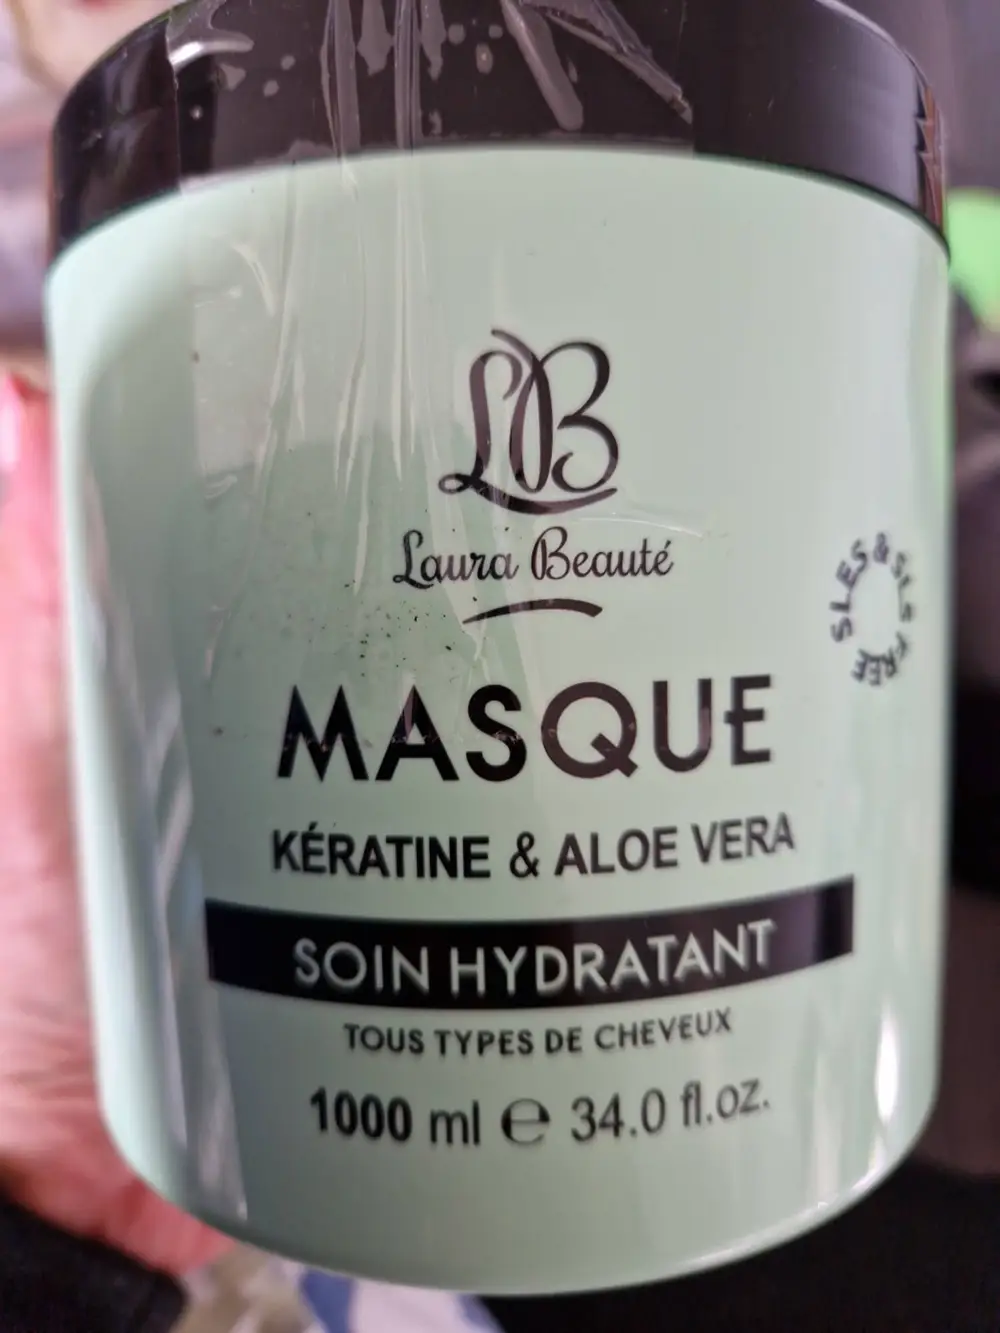 LB
Laura Beauté
SLES & SLS FREE
MASQUE
KÉRATINE & ALOE VERA
SOIN HYDRATANT
TOUS TYPES DE CHEVEUX
1000 ml ℮ 34.0 fl.oz.